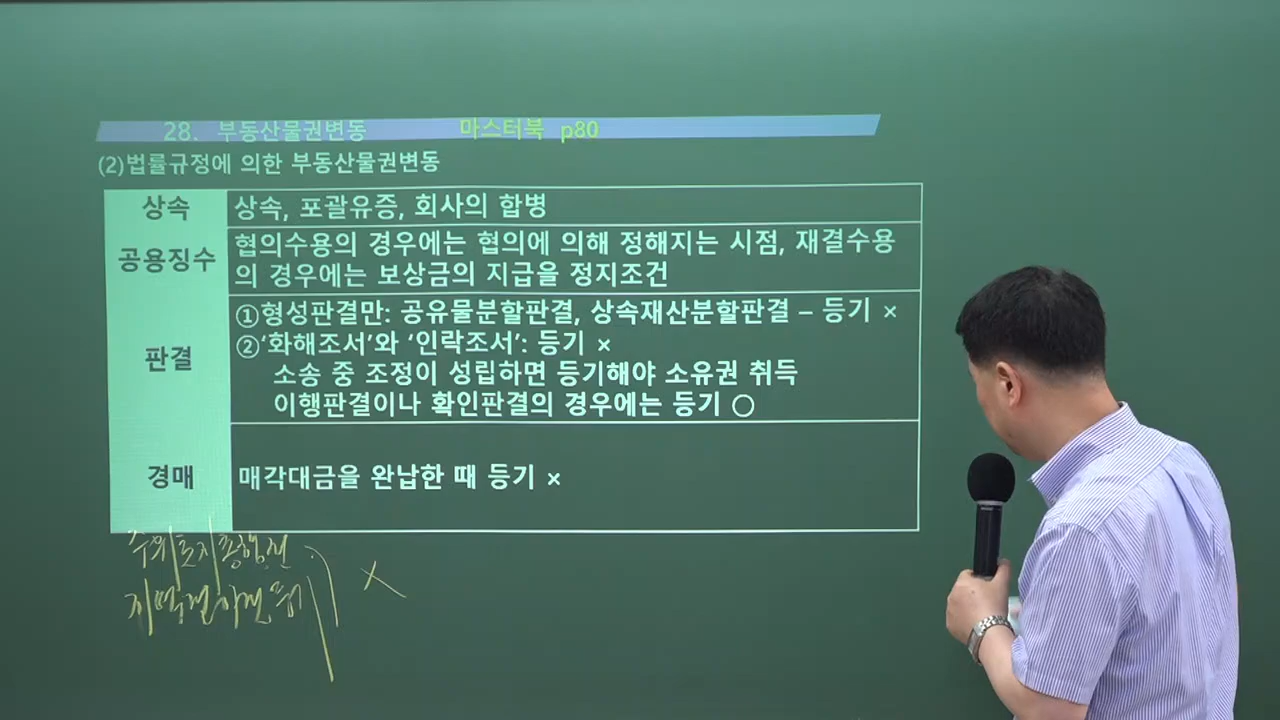 28. 부동산물권변동 마스터북 p80
(2)법률규정에 의한 부동산물권변동
상속 상속, 포괄유증, 회사의 합병
공용징수 협의수용의 경우에는 협의에 의해 정해지는 시점, 재결수용
의 경우에는 보상금의 지급을 정지조건
판결 ①형성판결만: 공유물분할판결, 상속재산분할판결 – 등기 ×
②‘화해조서’와 ‘인락조서’: 등기 ×
소송 중 조정이 성립하면 등기해야 소유권 취득
이행판결이나 확인판결의 경우에는 등기 ○
경매 매각대금을 완납한 때 등기 ×
주위토지통행권
×